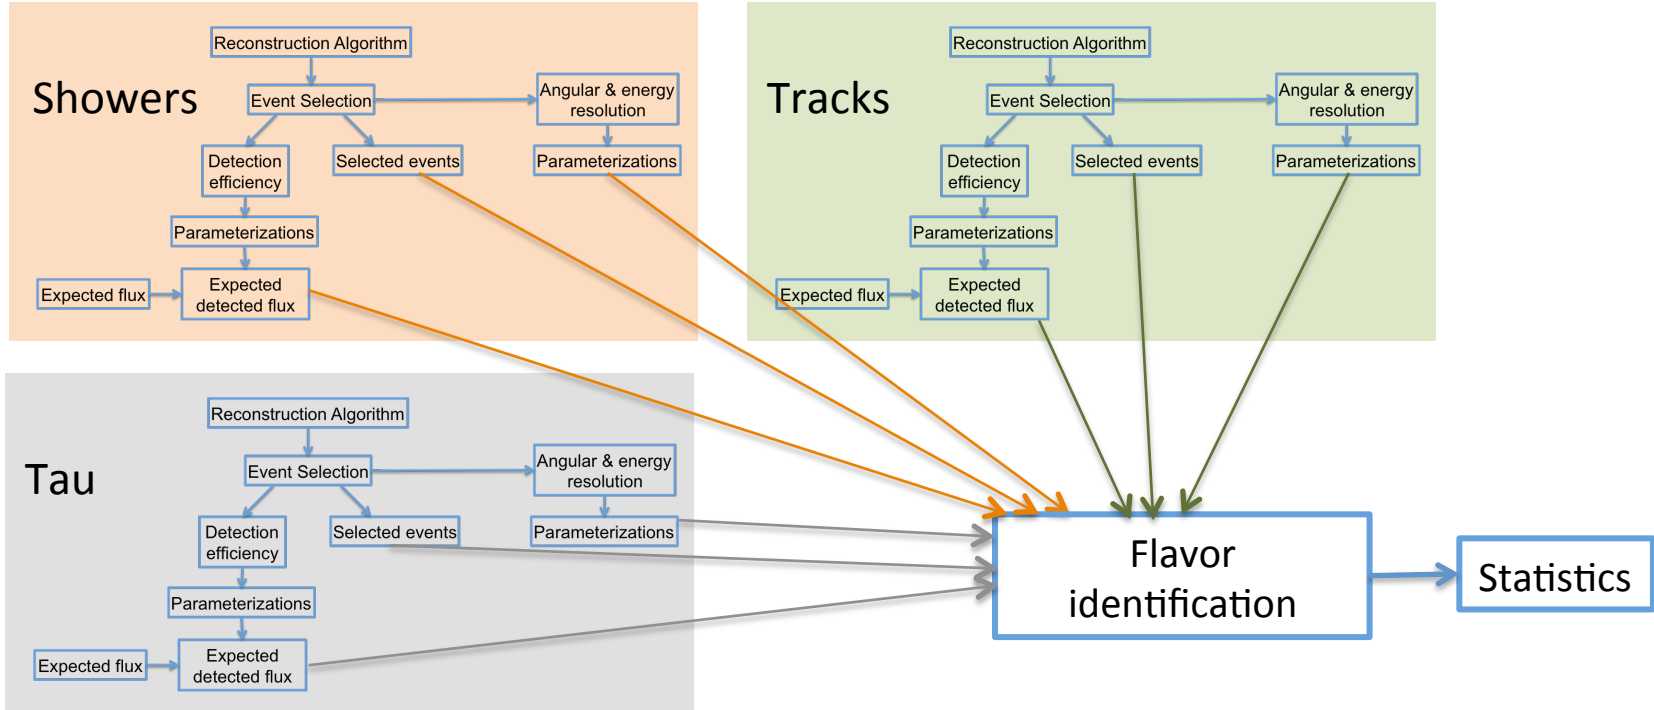 Showers
Reconstruction Algorithm
Event Selection
Angular & energy
resolution
Detection
efficiency
Selected events
Parameterizations
Parameterizations
Expected flux
Expected
detected flux
Tracks
Reconstruction Algorithm
Event Selection
Angular & energy
resolution
Detection
efficiency
Selected events
Parameterizations
Parameterizations
Expected flux
Expected
detected flux
Tau
Reconstruction Algorithm
Event Selection
Angular & energy
resolution
Detection
efficiency
Selected events
Parameterizations
Parameterizations
Expected flux
Expected
detected flux
Flavor
identification
Statistics